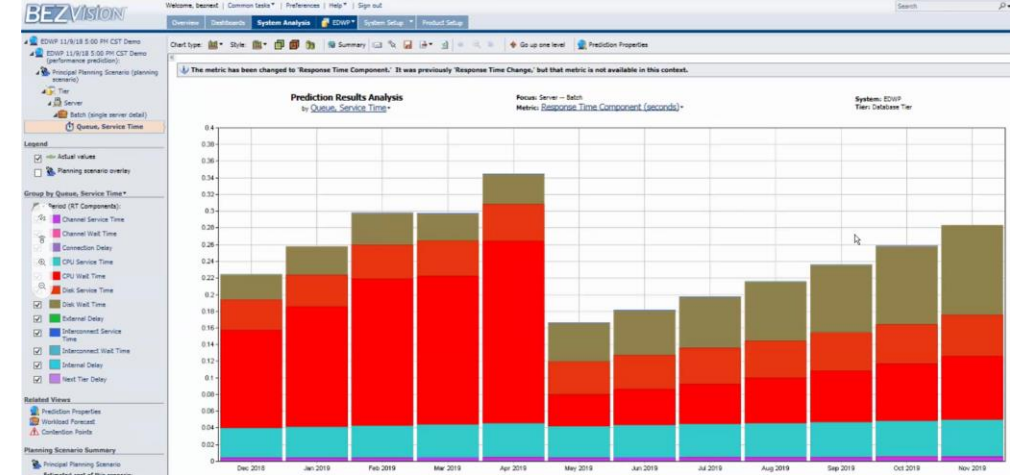 BEZVISION
Welcome, beznext | Common tasks | Preferences | Help | Sign out
Search
Overview Dashboards System Analysis EDWP System Setup Product Setup
EDWP 11/9/18 5:00 PM CST Demo
EDWP 11/9/18 5:00 PM CST Demo
(performance prediction):
Principal Planning Scenario (planning
scenario)
Tier
Server
Batch (single server detail)
Queue, Service Time
Chart type: Style: Summary Go up one level Prediction Properties
The metric has been changed to 'Response Time Component.' It was previously 'Response Time Change,' but that metric is not available in this context.
Prediction Results Analysis
by Queue, Service Time
Focus: Server -- Batch
Metric: Response Time Component (seconds)
System: EDWP
Tier: Database Tier
Legend
Actual values
Planning scenario overlay
Group by Queue, Service Time
Period (RT Components):
Channel Service Time
Channel Wait Time
Connection Delay
CPU Service Time
CPU Wait Time
Disk Service Time
Disk Wait Time
External Delay
Interconnect Service
Time
Interconnect Wait Time
Internal Delay
Next Tier Delay
Related Views
Prediction Properties
Workload Forecast
Contention Points
Planning Scenario Summary
Principal Planning Scenario
0.4
0.38
0.36
0.34
0.32
0.3
0.28
0.26
0.24
0.22
0.2
0.18
0.16
0.14
0.12
0.1
0.08
0.06
0.04
0.02
0
Dec 2018 Jan 2019 Feb 2019 Mar 2019 Apr 2019 May 2019 Jun 2019 Jul 2019 Aug 2019 Sep 2019 Oct 2019 Nov 2019